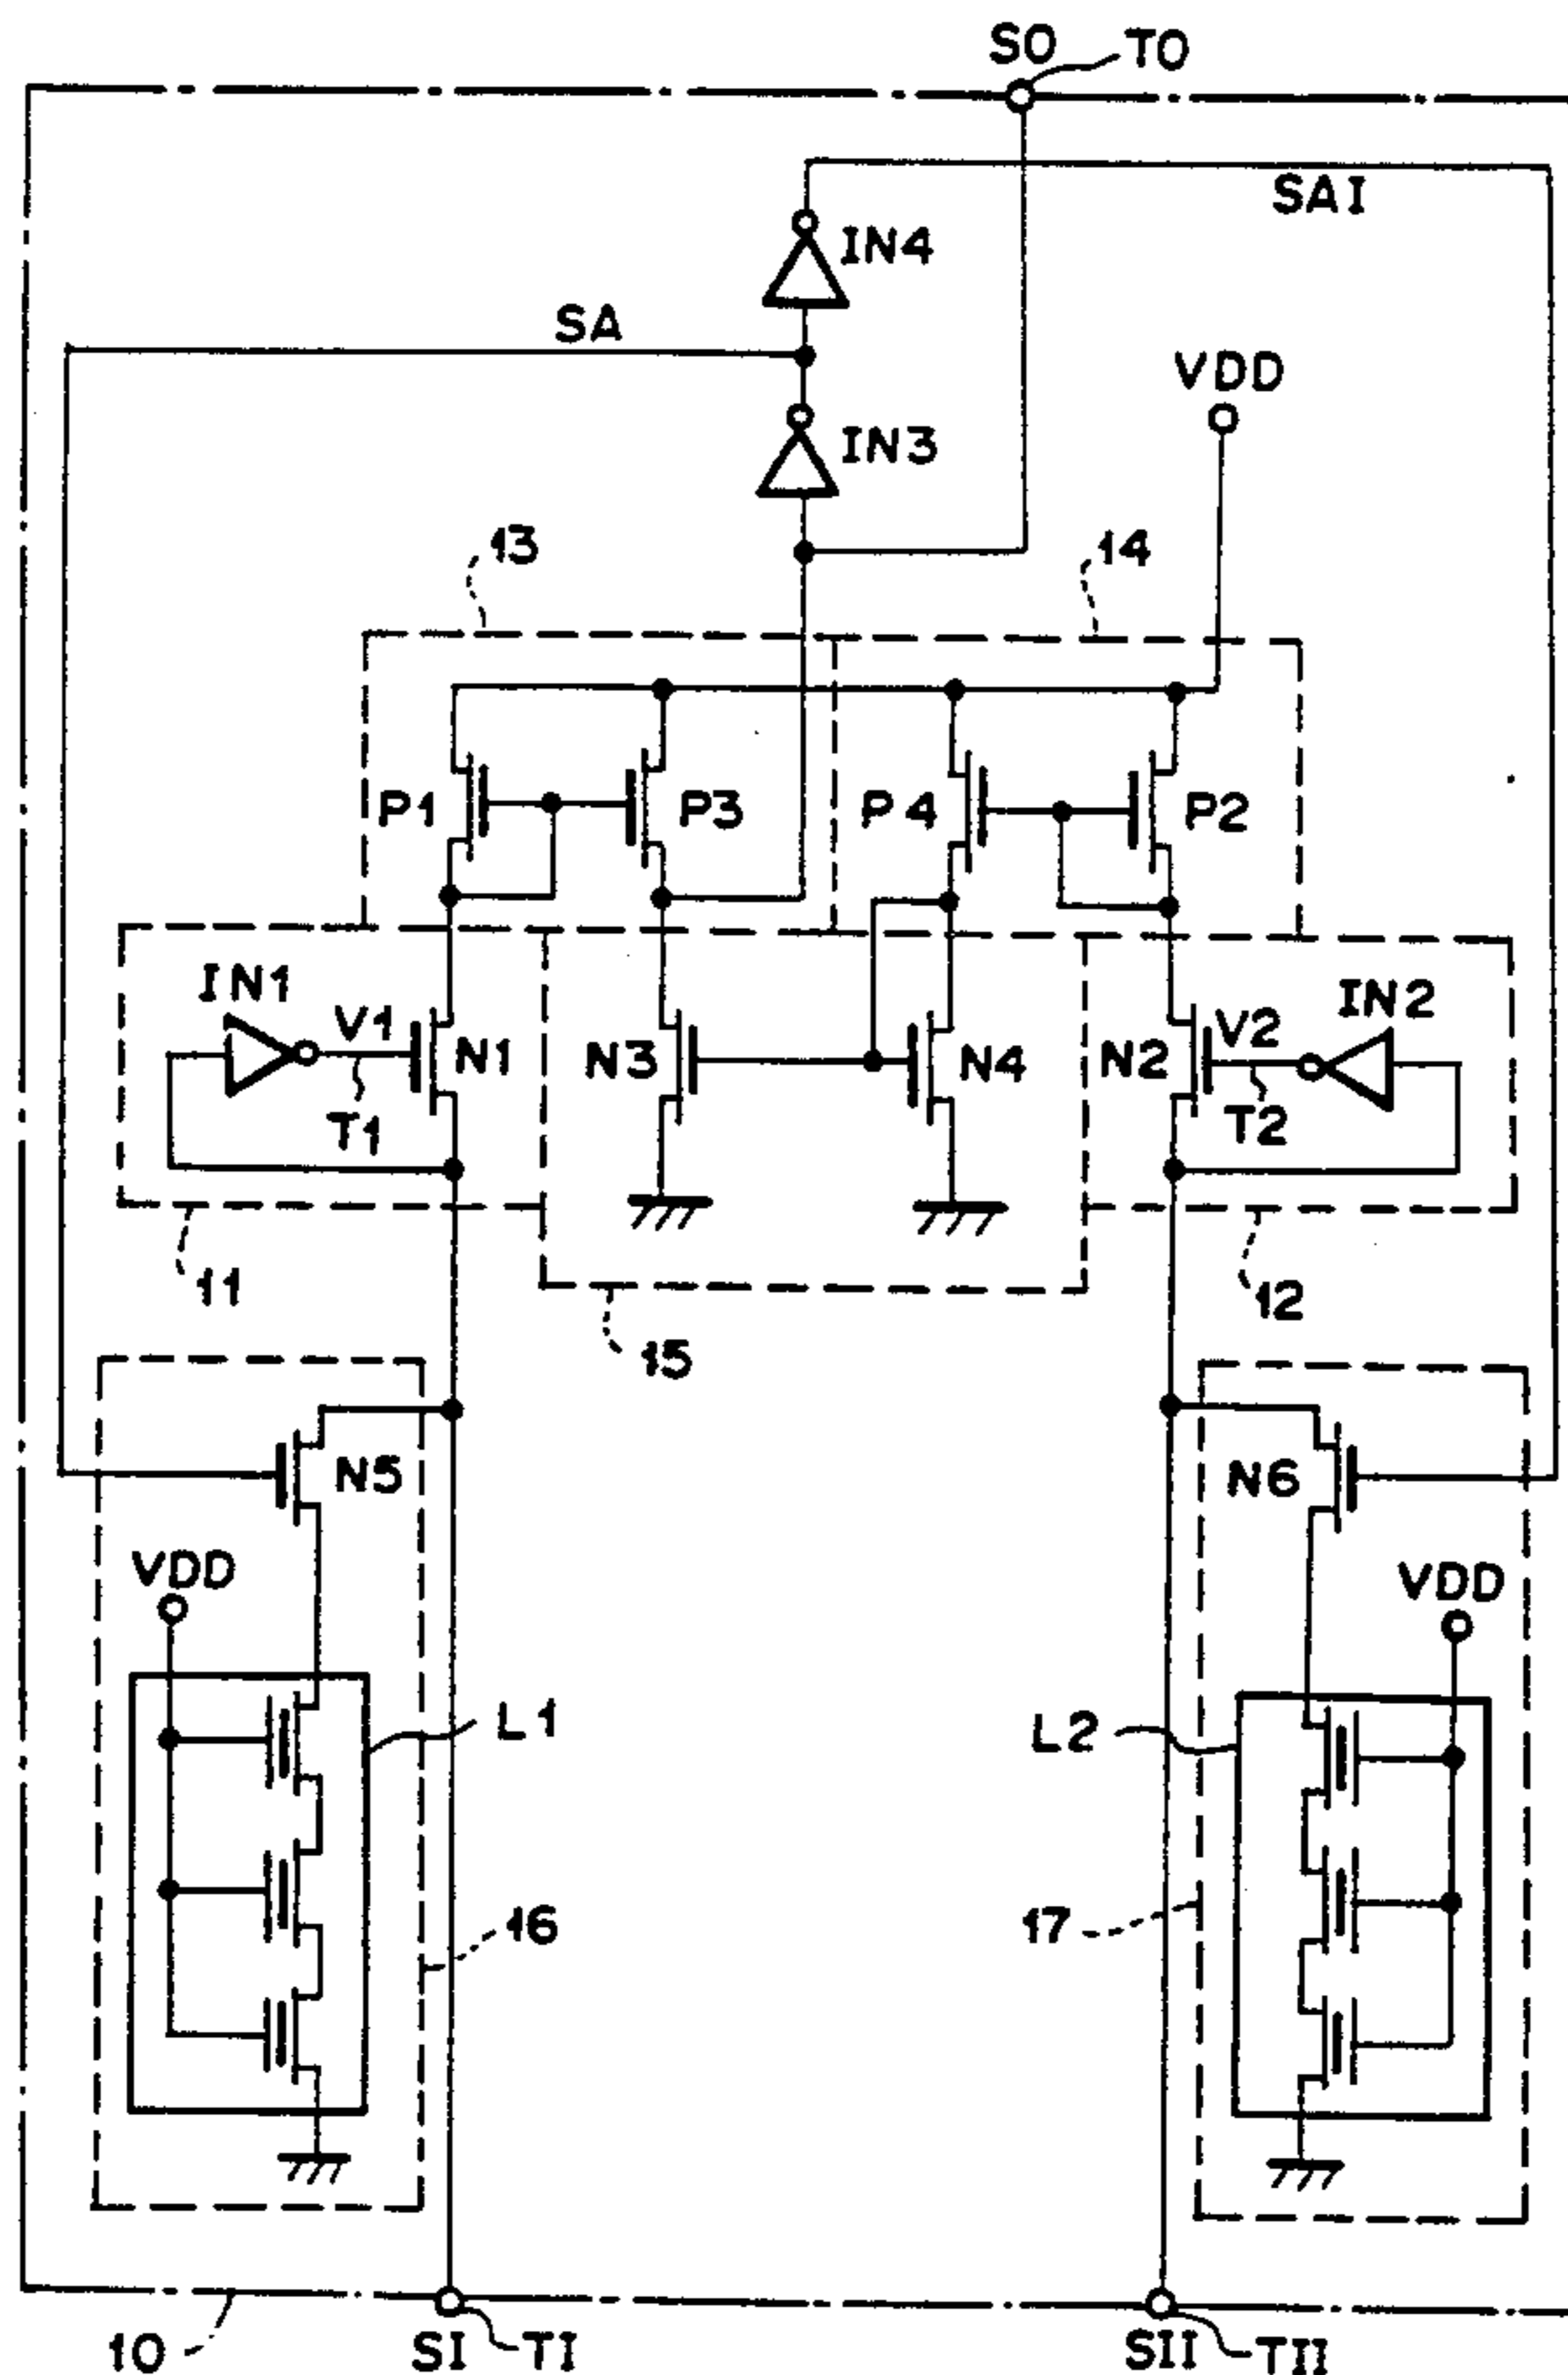 SO TO
SAI
IN4
SA
VDD
IN3
13
14
P1 P3 P4 P2
IN1 V1 N1 N3 N4 N2 V2 IN2
T1 T2
11
12
15
N5 N6
VDD
VDD
L1 L2
16 17
10 SI TI SII TII